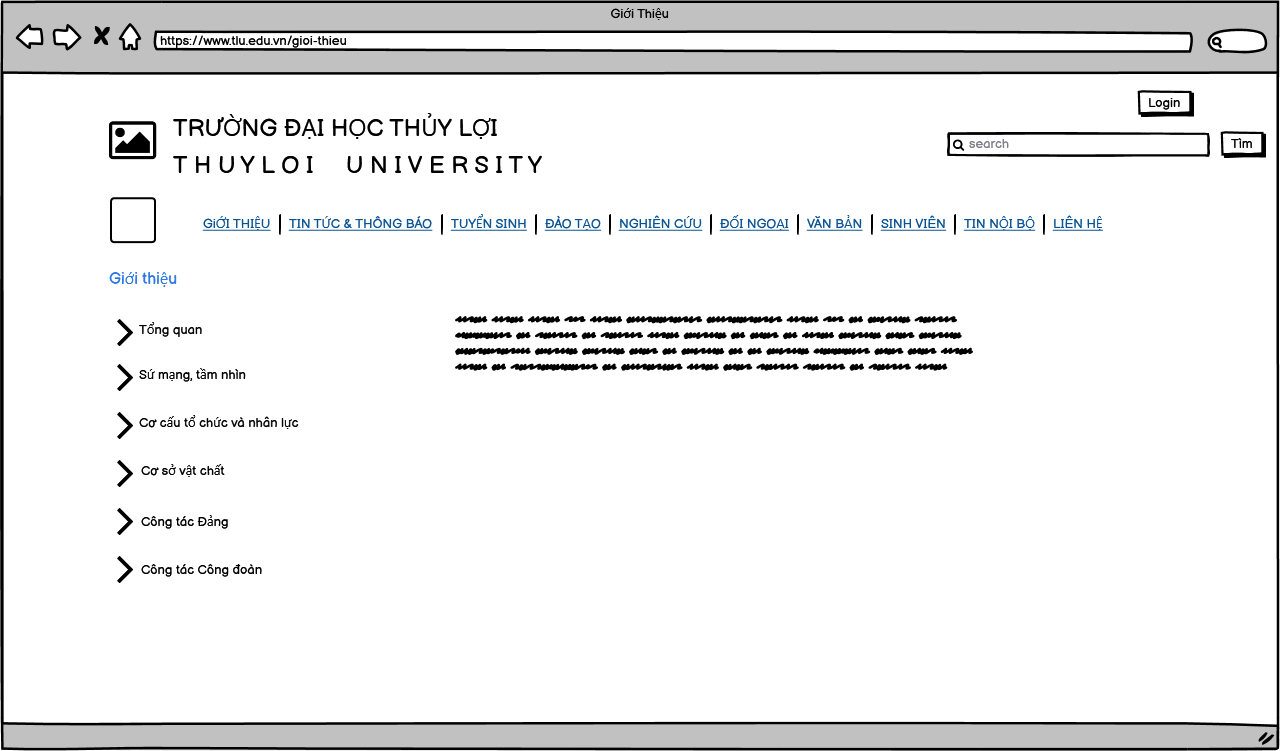 Giới Thiệu
https://www.tlu.edu.vn/gioi-thieu
Login
TRƯỜNG ĐẠI HỌC THỦY LỢI
search
Tìm
THUYLOI UNIVERSITY
GIỚI THIỆU TIN TỨC & THÔNG BÁO TUYỂN SINH ĐÀO TẠO NGHIÊN CỨU ĐỐI NGOẠI VĂN BẢN SINH VIÊN TIN NỘI BỘ LIÊN HỆ
Giới thiệu
Tổng quan
Sứ mạng, tầm nhìn
Cơ cấu tổ chức và nhân lực
Cơ sở vật chất
Công tác Đảng
Công tác Công đoàn